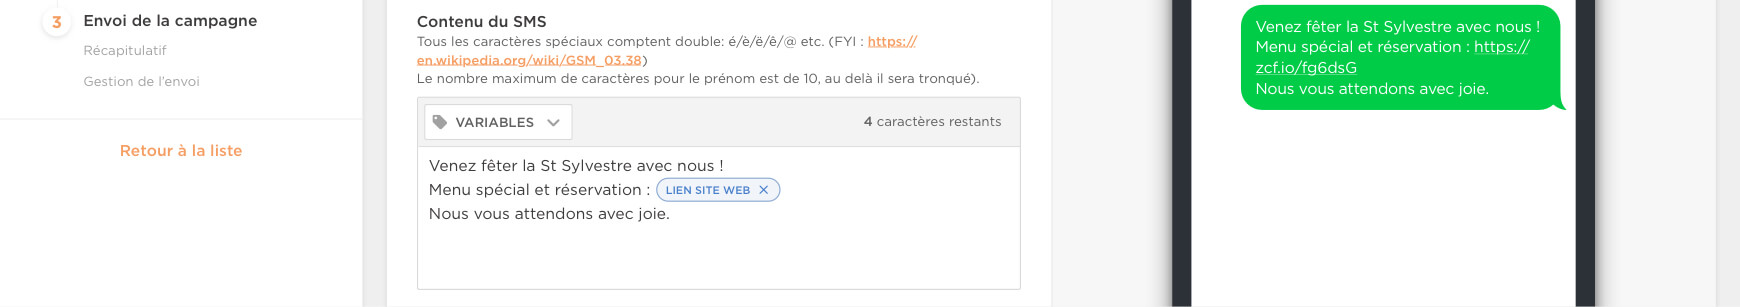 3 Envoi de la campagne
Récapitulatif
Gestion de l'envoi
Retour à la liste
Contenu du SMS
Tous les caractères spéciaux comptent double: é/è/ë/ê/@ etc. (FYI : https://
en.wikipedia.org/wiki/GSM_03.38)
Le nombre maximum de caractères pour le prénom est de 10, au delà il sera tronqué).
VARIABLES
4 caractères restants
Venez fêter la St Sylvestre avec nous !
Menu spécial et réservation : LIEN SITE WEB ×
Nous vous attendons avec joie.
Venez fêter la St Sylvestre avec nous !
Menu spécial et réservation : https://
zcf.io/fg6dsG
Nous vous attendons avec joie.